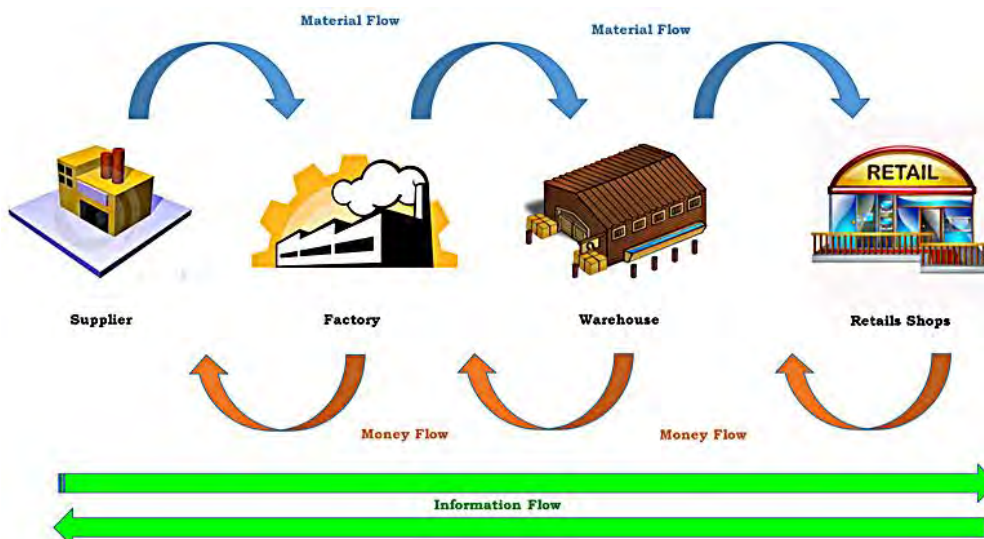 Material Flow
Material Flow
RETAIL
Supplier
Factory
Warehouse
Retails Shops
Money Flow
Money Flow
Information Flow